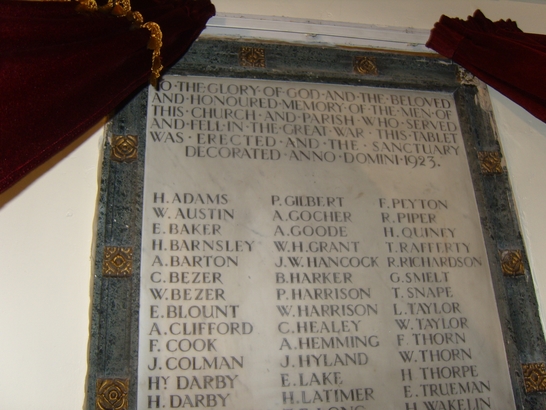 TO·THE·GLORY·OF·GOD·AND·THE·BELOVED
AND·HONOURED·MEMORY·OF·THE·MEN·OF
THIS·CHURCH·AND·PARISH·WHO·SERVED
AND·FELL·IN·THE·GREAT·WAR·THIS·TABLET
WAS·ERECTED·AND·THE·SANCTUARY
DECORATED·ANNO·DOMINI·1923.
H. ADAMS
W. AUSTIN
E. BAKER
H. BARNSLEY
A. BARTON
C. BEZER
W. BEZER
E. BLOUNT
A. CLIFFORD
F. COOK
J. COLMAN
Hy. DARBY
H. DARBY
P. GILBERT
A. GOCHER
A. GOODE
W.H. GRANT
J.W. HANCOCK
B. HARKER
P. HARRISON
W. HARRISON
C. HEALEY
A. HEMMING
J. HYLAND
E. LAKE
H. LATIMER
F. PEYTON
R. PIPER
H. QUINEY
T. RAFFERTY
R. RICHARDSON
G. SMELT
T. SNAPE
L. TAYLOR
W. TAYLOR
F. THORN
W. THORN
H. THORPE
E. TRUEMAN
H. WAKELIN